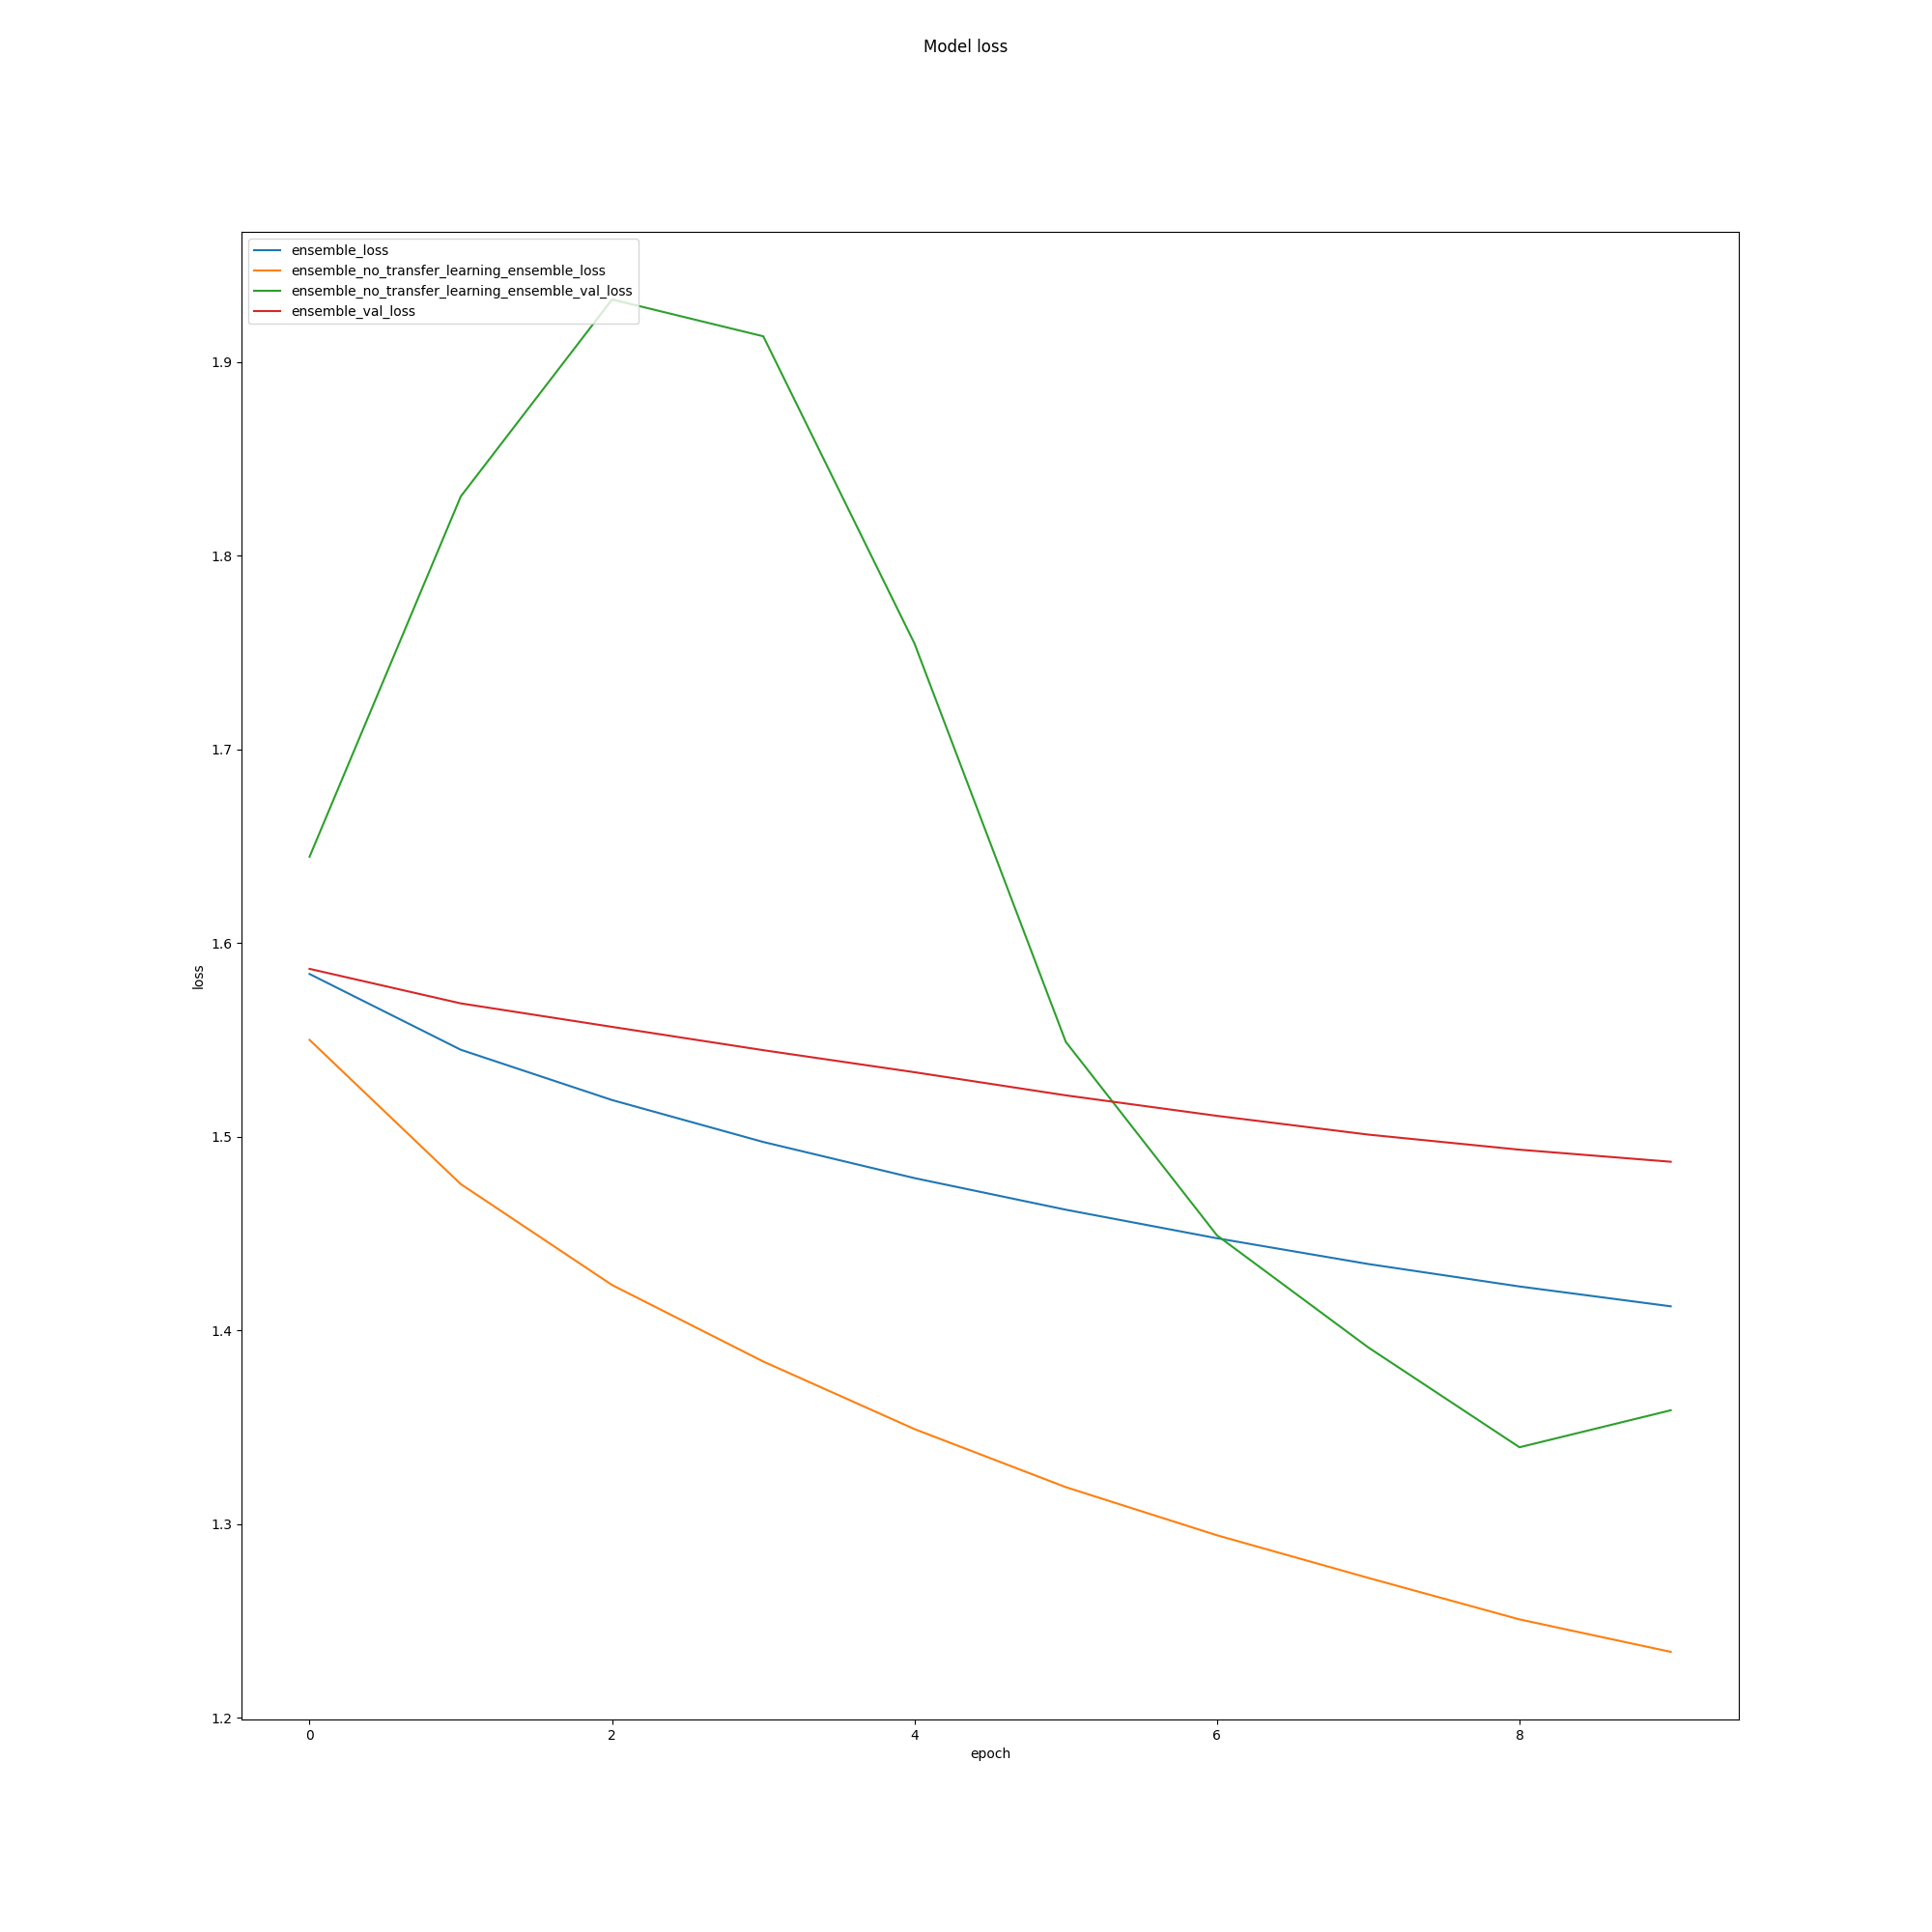 Model loss
ensemble_loss
ensemble_no_transfer_learning_ensemble_loss
ensemble_no_transfer_learning_ensemble_val_loss
ensemble_val_loss
1.9
1.8
1.7
1.6
1.5
1.4
1.3
1.2
loss
0 2 4 6 8
epoch